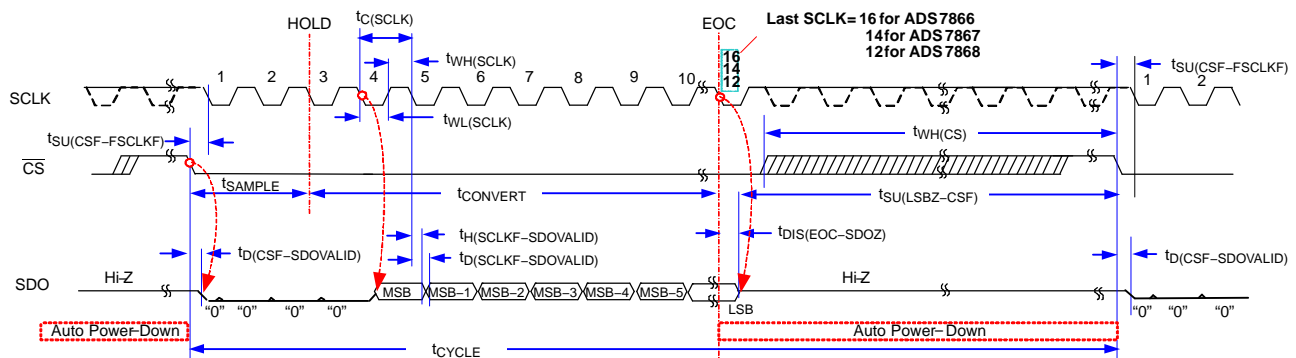 HOLD
EOC
Last SCLK= 16 for ADS7866
14 for ADS7867
12 for ADS7868
tC(SCLK)
tWH(SCLK)
tSU(CSF–FSCLKF)
16
14
12
1 2 3 4 5 6 7 8 9 10
1 2
SCLK
tWL(SCLK)
tWH(CS)
tSU(CSF–FSCLKF)
CS
tSAMPLE
tCONVERT
tSU(LSBZ–CSF)
tH(SCLKF–SDOVALID)
tDIS(EOC–SDOZ)
tD(CSF–SDOVALID)
tD(SCLKF–SDOVALID)
tD(CSF–SDOVALID)
SDO
Hi–Z
MSB MSB–1 MSB–2 MSB–3 MSB–4 MSB–5
Hi–Z
"0" "0" "0" "0"
LSB
"0" "0" "0"
Auto Power–Down
Auto Power–Down
tCYCLE